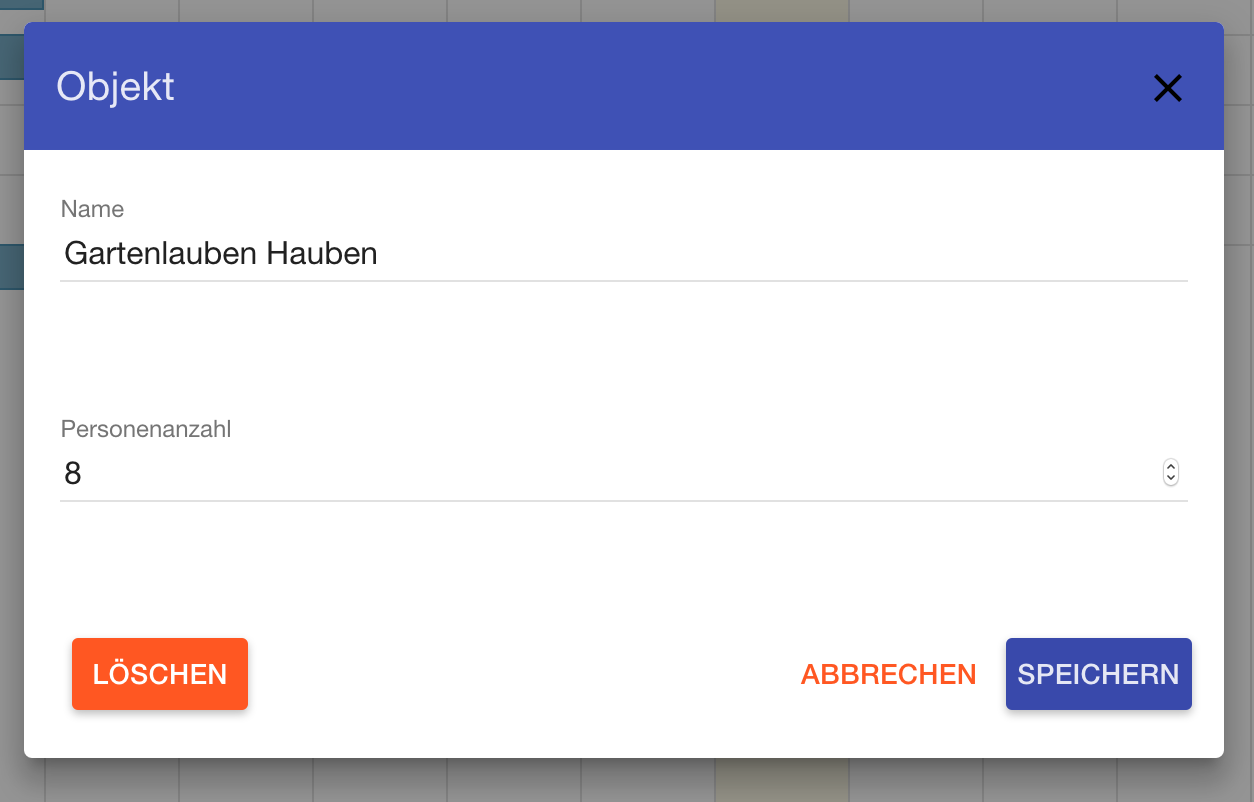 Objekt
Name
Gartenlauben Hauben
Personenanzahl
8
LÖSCHEN
ABBRECHEN
SPEICHERN